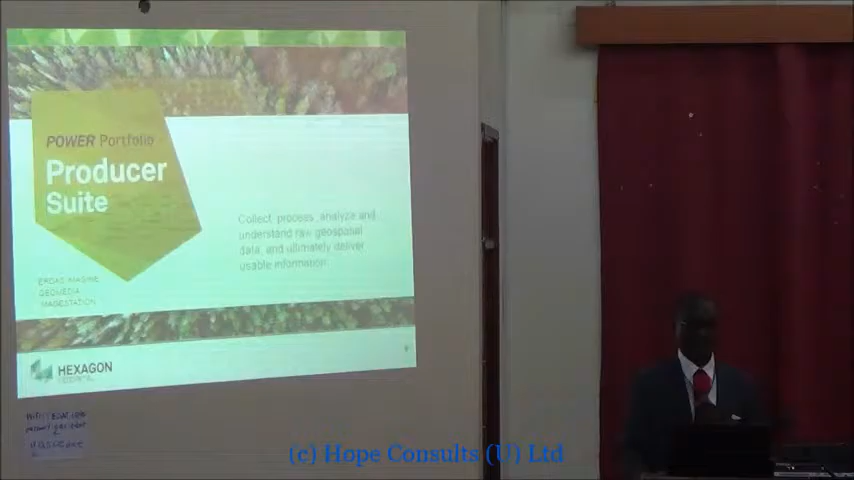 POWER Portfolio
Producer
Suite
Collect, process, analyze and
understand raw geospatial
data, and ultimately deliver
usable information.
ERDAS IMAGINE
GEOMEDIA
IMAGESTATION
HEXAGON
(c) Hope Consults (U) Ltd